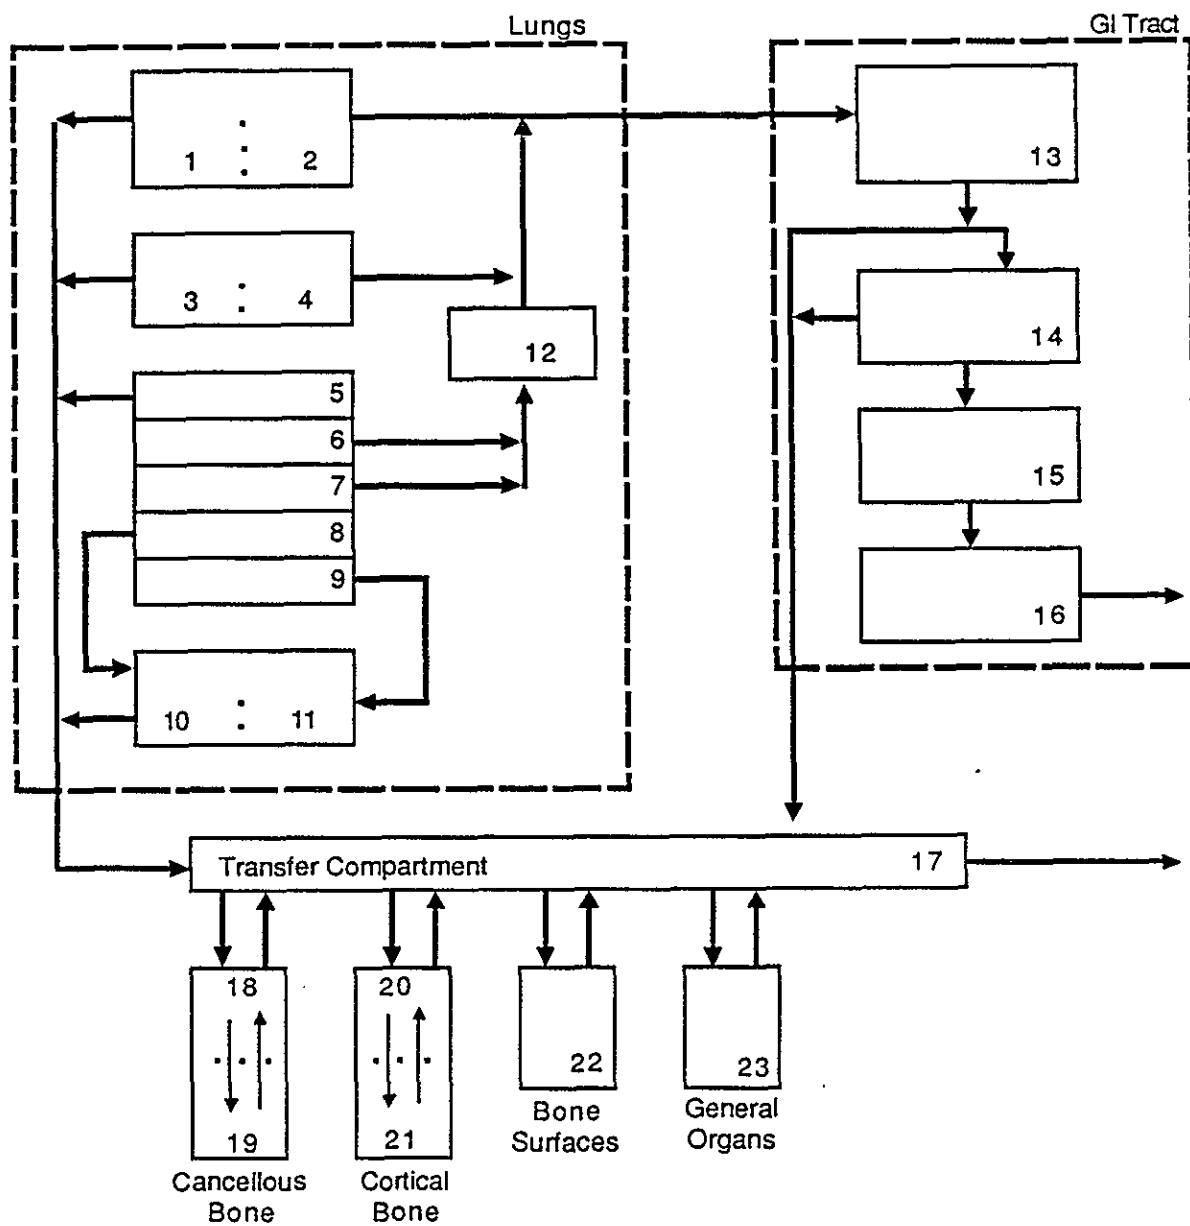 Lungs
GI Tract
1 2
13
3 4
14
12
5
6
7
15
8
9
16
10 11
Transfer Compartment 17
18
20
22
23
19
21
Cancellous
Bone
Cortical
Bone
Bone
Surfaces
General
Organs